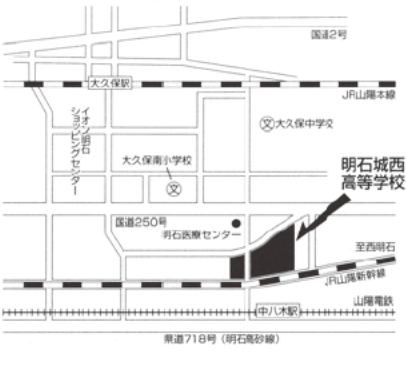 国道2号
大久保駅
JR山陽本線
イオン明石
ショッピングセンター
文大久保中学校
大久保南小学校
文
明石城西
高等学校
国道250号
明石医療センター
至西明石
JR山陽新幹線
山陽電鉄
中八木駅
県道718号（明石高砂線）